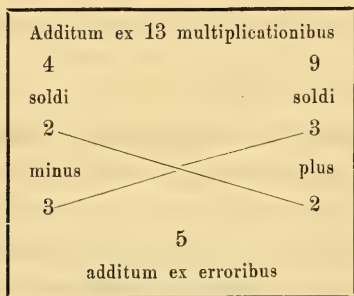 Additum ex 13 multiplicationibus
4 9
soldi soldi
2 3
minus plus
3 2
5
additum ex erroribus